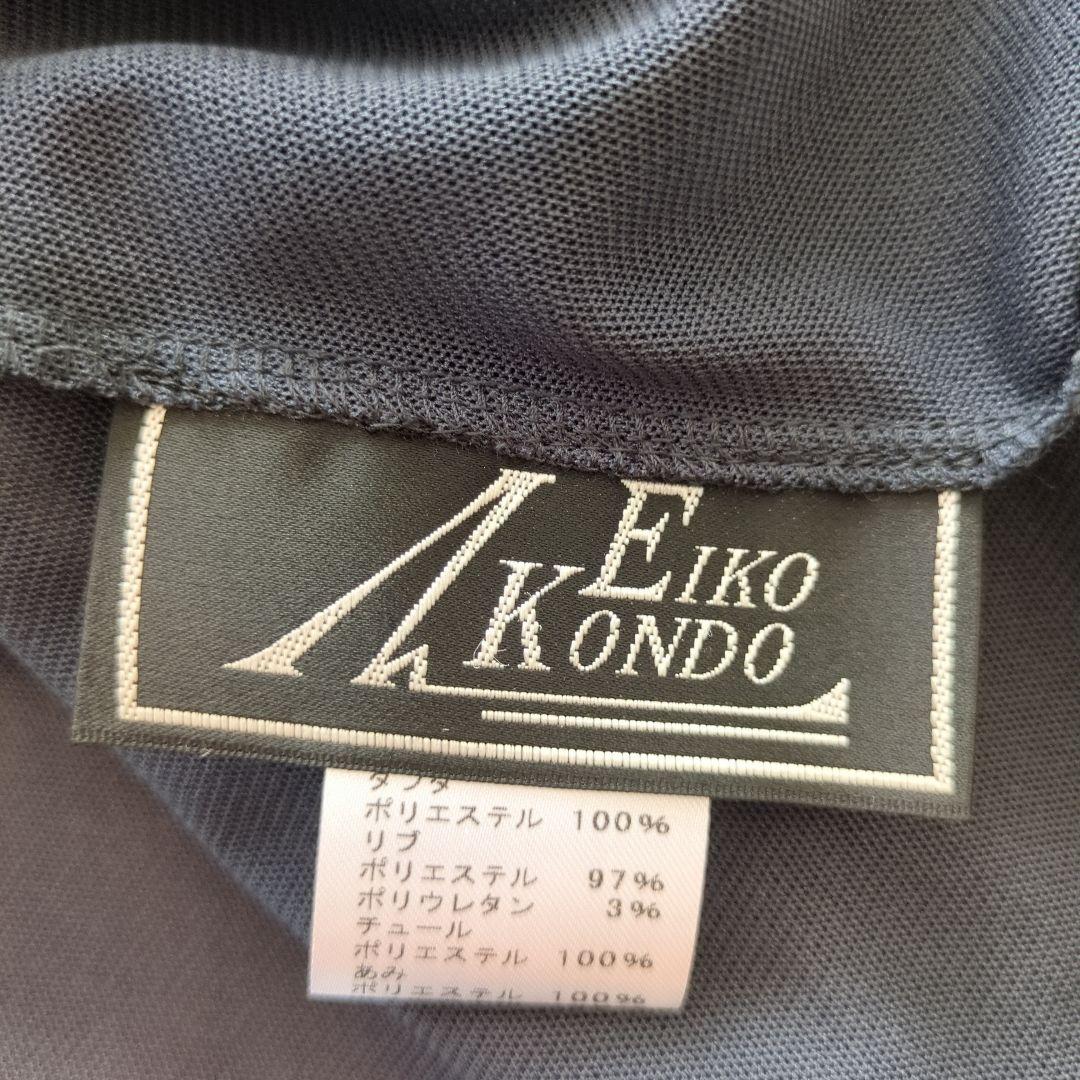 EIKO
KONDO
タフタ
ポリエステル 100%
リブ
ポリエステル 97%
ポリウレタン 3%
チュール
ポリエステル 100%
あみ
ポリエステル 100%